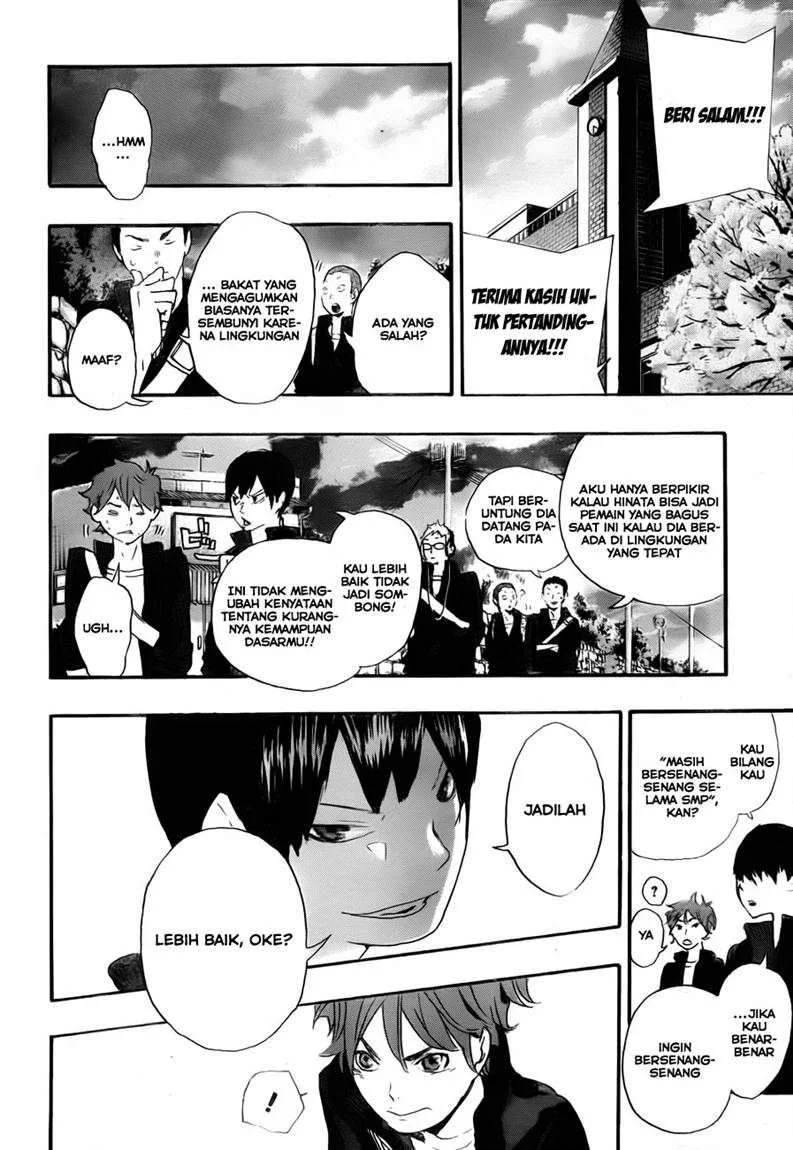 BERI SALAM!!!
TERIMA KASIH UN-
TUK PERTANDING-
ANNYA!!!
...HMM
...
ADA YANG
SALAH?
... BAKAT YANG
MENGAGUMKAN
BIASANYA TER-
SEMBUNYI KARE-
NA LINGKUNGAN
MAAF?
AKU HANYA BERPIKIR
KALAU HINATA BISA JADI
PEMAIN YANG BAGUS
SAAT INI KALAU DIA BER-
ADA DI LINGKUNGAN
YANG TEPAT
TAPI BER-
UNTUNG DIA
DATANG PA-
DA KITA
KAU LEBIH
BAIK TIDAK
JADI SOM-
BONG!
INI TIDAK MENG-
UBAH KENYATAAN
TENTANG KURANG-
NYA KEMAMPUAN
DASARMU!!
UGH...
KAU
BILANG
KAU
"MASIH
BERSENANG-
SENANG SE-
LAMA SMP",
KAN?
?
YA
...JIKA
KAU
BENAR-
BENAR
INGIN
BERSENANG-
SENANG
JADILAH
LEBIH BAIK, OKE?
!